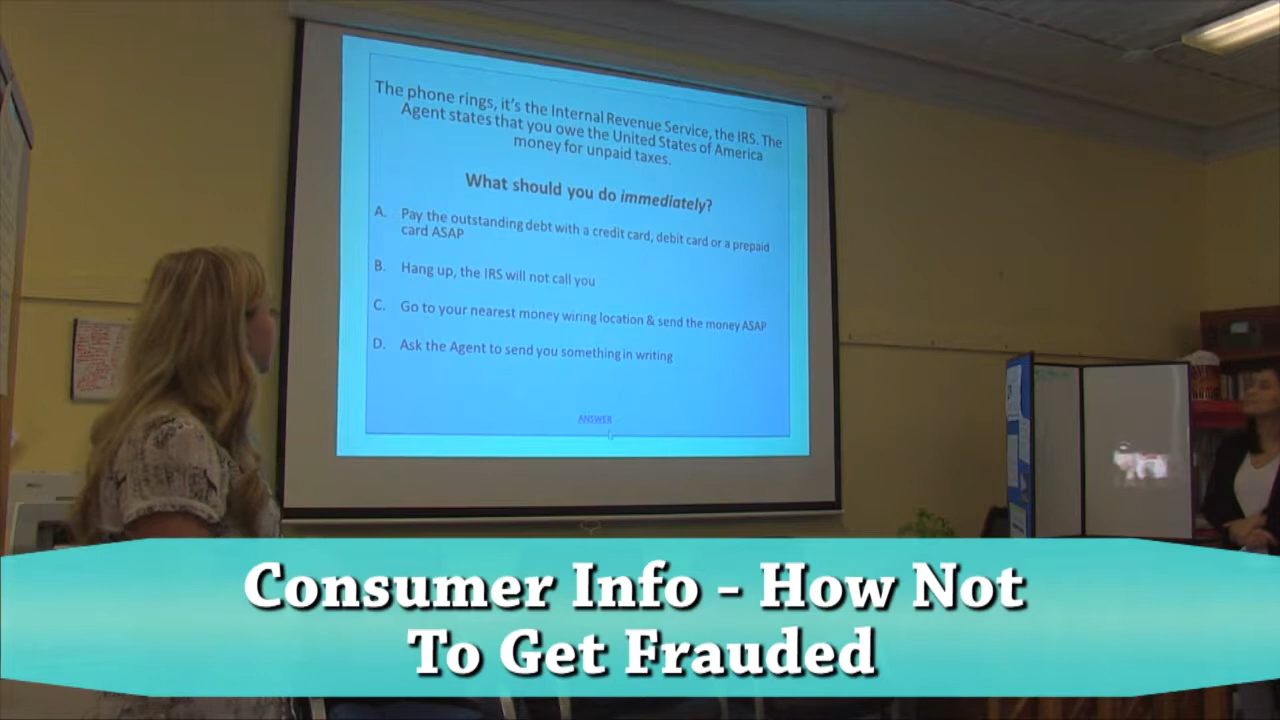 The phone rings, it's the Internal Revenue Service, the IRS. The
Agent states that you owe the United States of America
money for unpaid taxes.
What should you do immediately?
A. Pay the outstanding debt with a credit card, debit card or a prepaid
card ASAP
B. Hang up, the IRS will not call you
C. Go to your nearest money wiring location & send the money ASAP
D. Ask the Agent to send you something in writing
ANSWER
Consumer Info - How Not
To Get Frauded